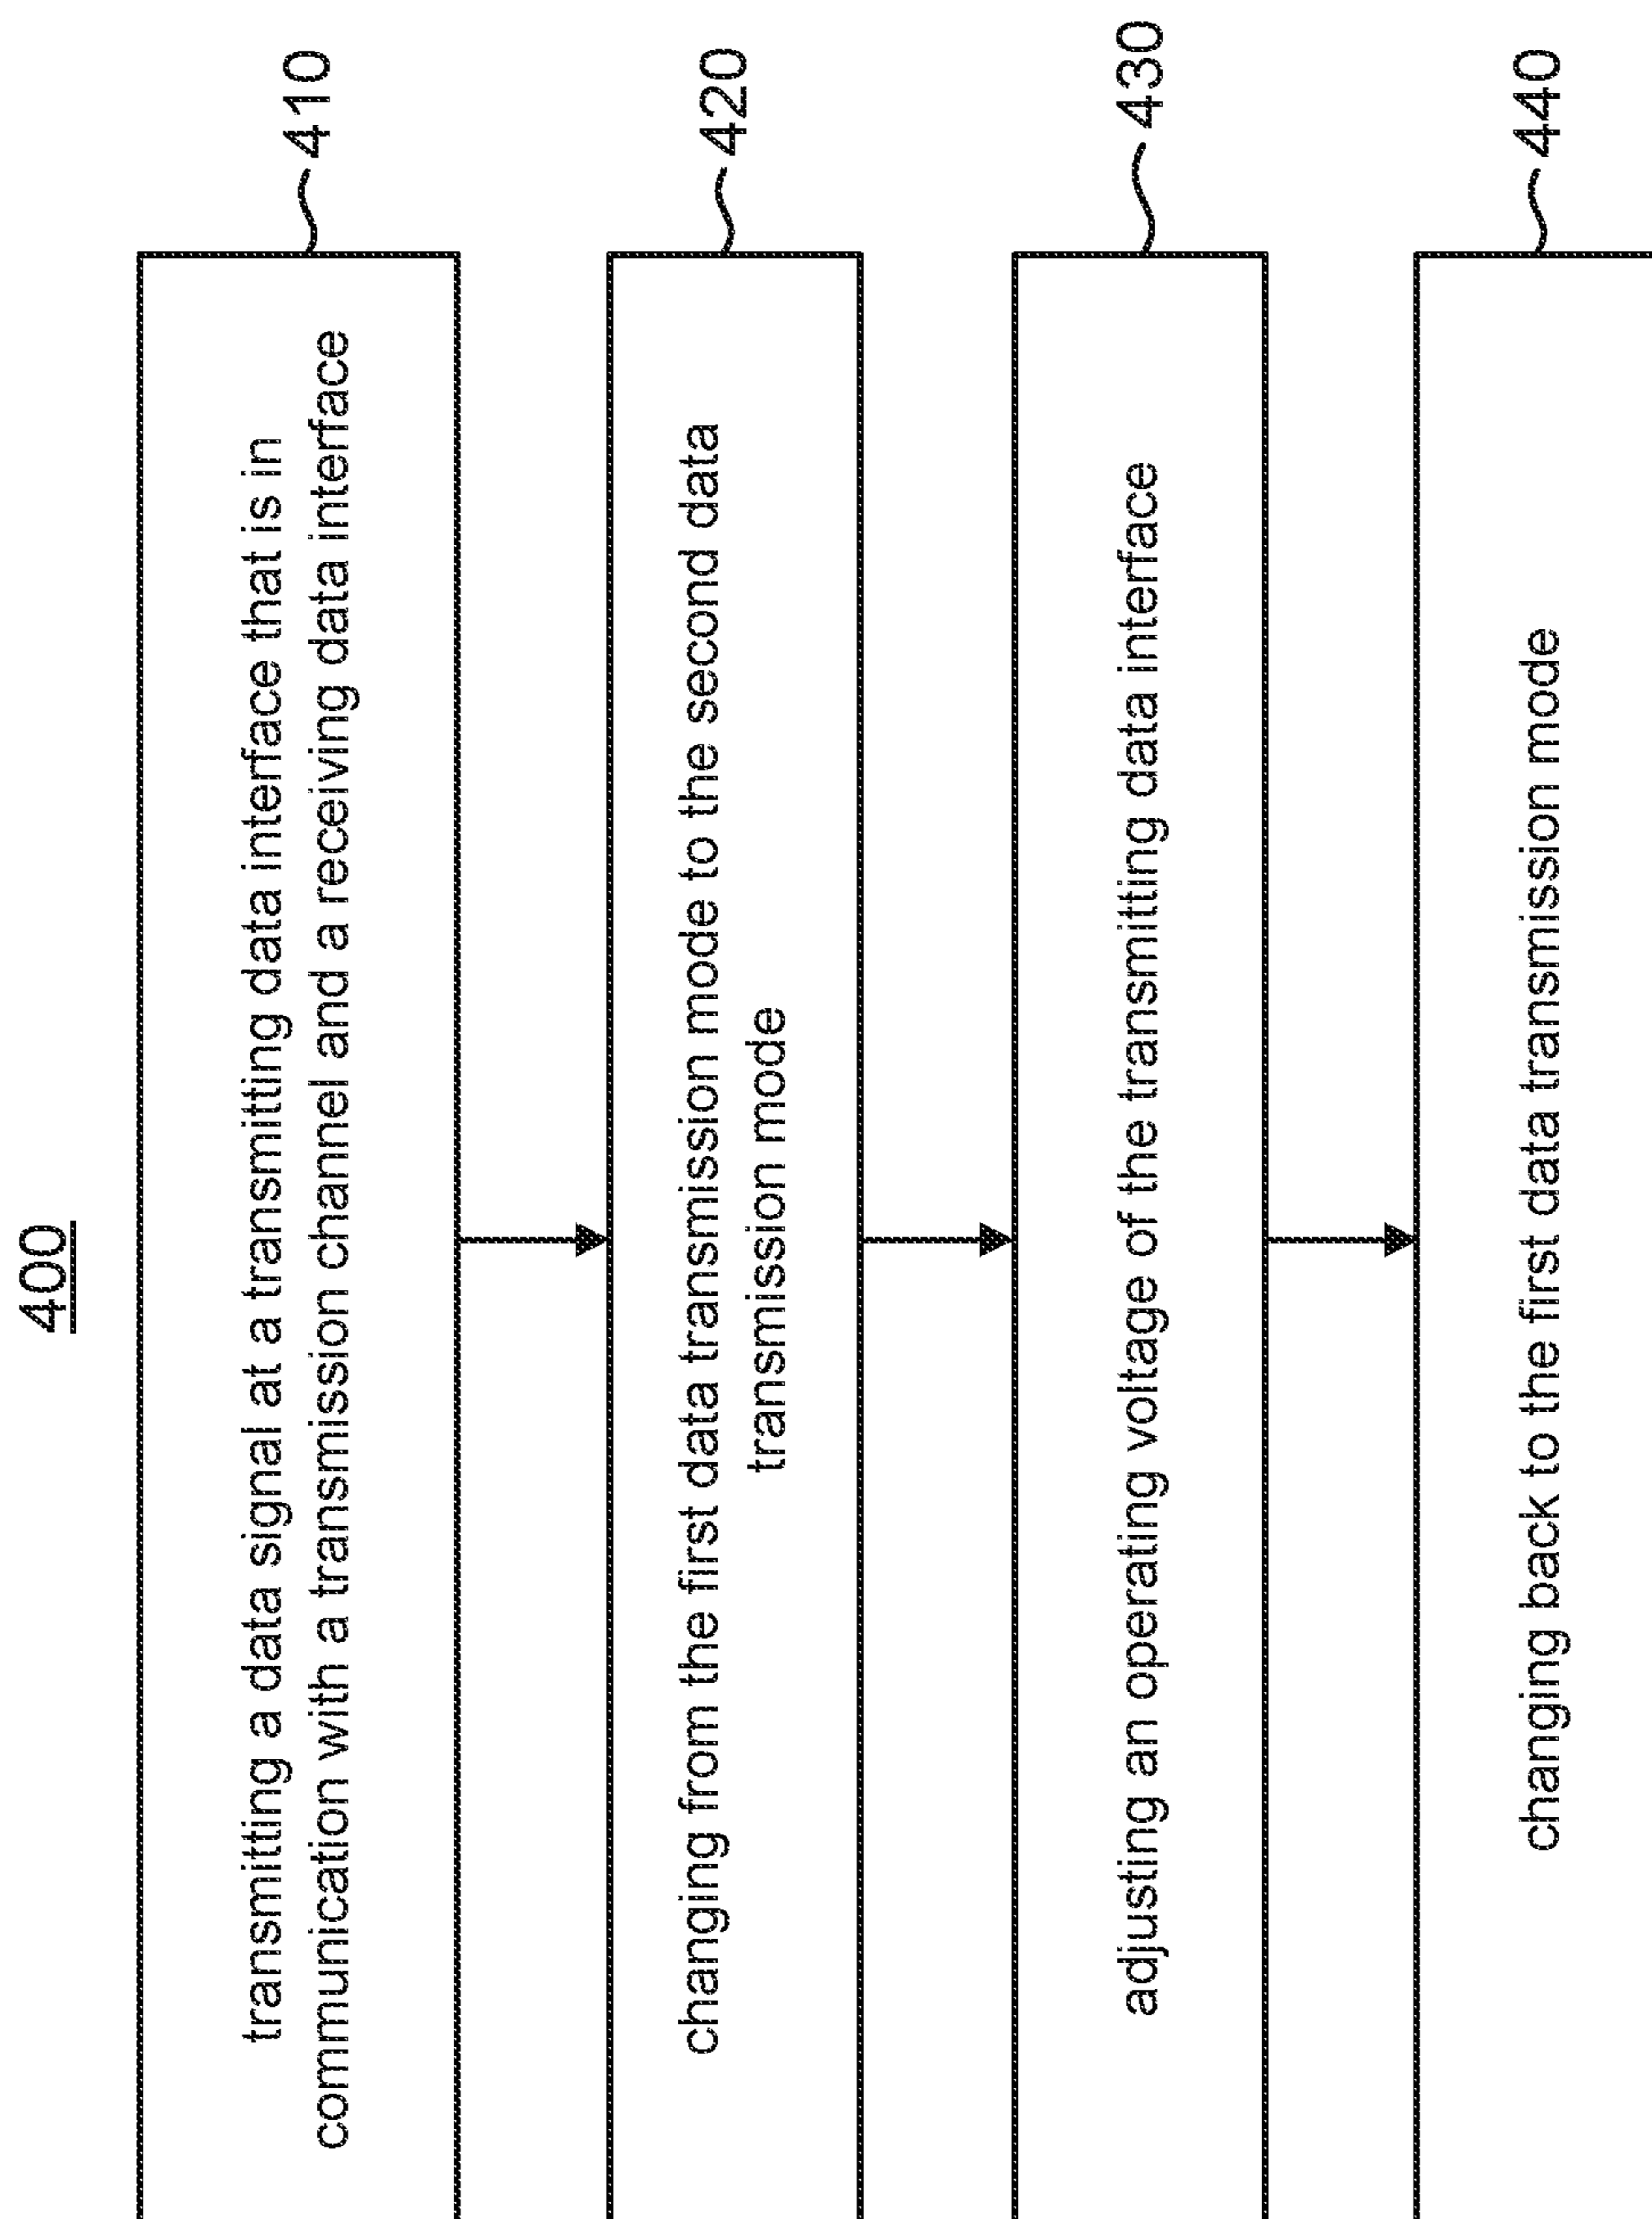 400
transmitting a data signal at a transmitting data interface that is in
communication with a transmission channel and a receiving data interface
410
changing from the first data transmission mode to the second data
transmission mode
420
adjusting an operating voltage of the transmitting data interface
430
changing back to the first data transmission mode
440